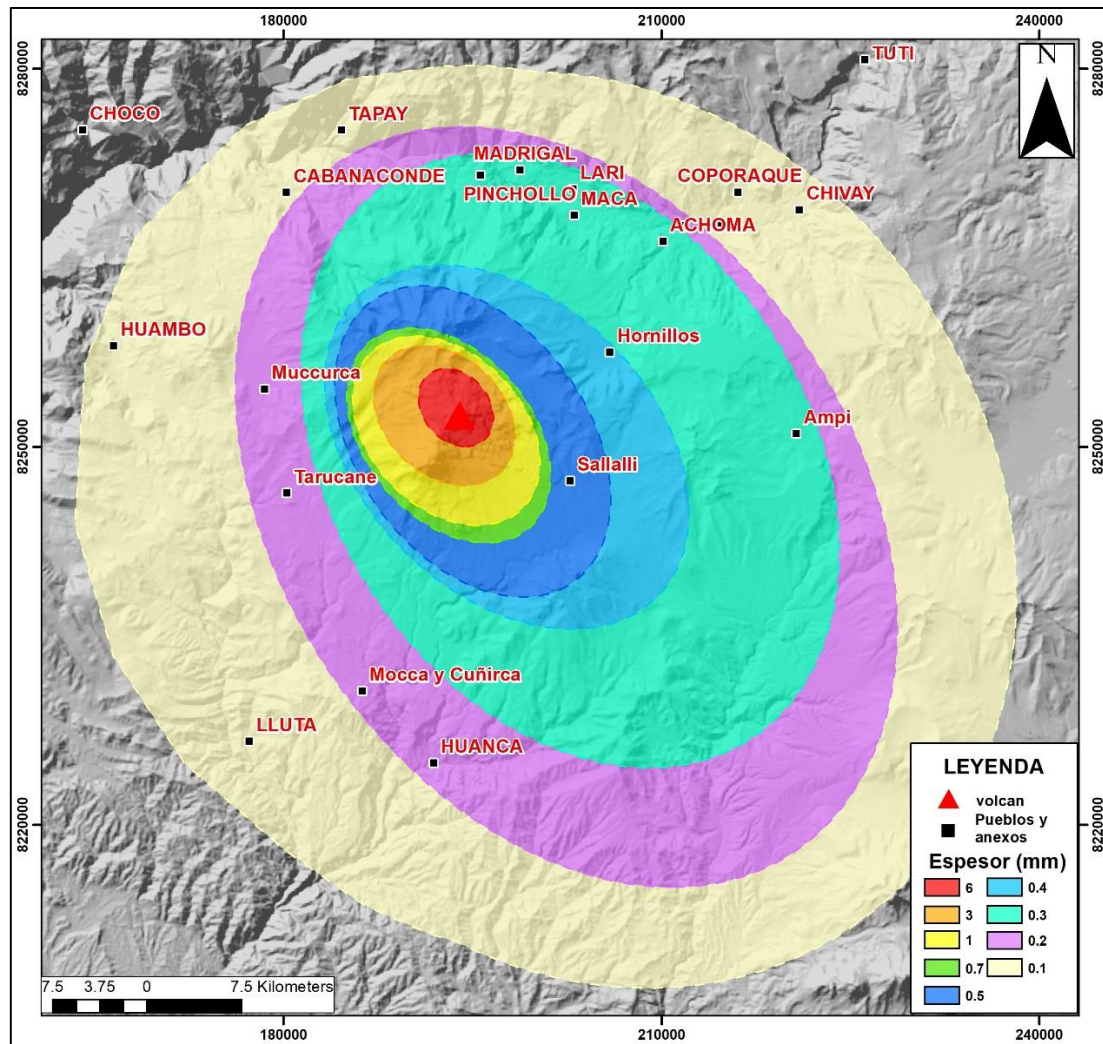 180000
210000
240000
8280000
8280000
N
TUTI
CHOCO
TAPAY
MADRIGAL
CABANACONDE
LARI
COPORAQUE
PINCHOLLO
MACA
CHIVAY
ACHOMA
HUAMBO
Hornillos
Muccurca
Ampi
8250000
8250000
Sallalli
Tarucane
Mocca y Cuñirca
LLUTA
HUANCA
8220000
8220000
LEYENDA
volcan
Pueblos y
anexos
Espesor (mm)
6
0.4
3
0.3
1
0.2
0.7
0.1
0.5
7.5 3.75 0 7.5 Kilometers
180000
210000
240000